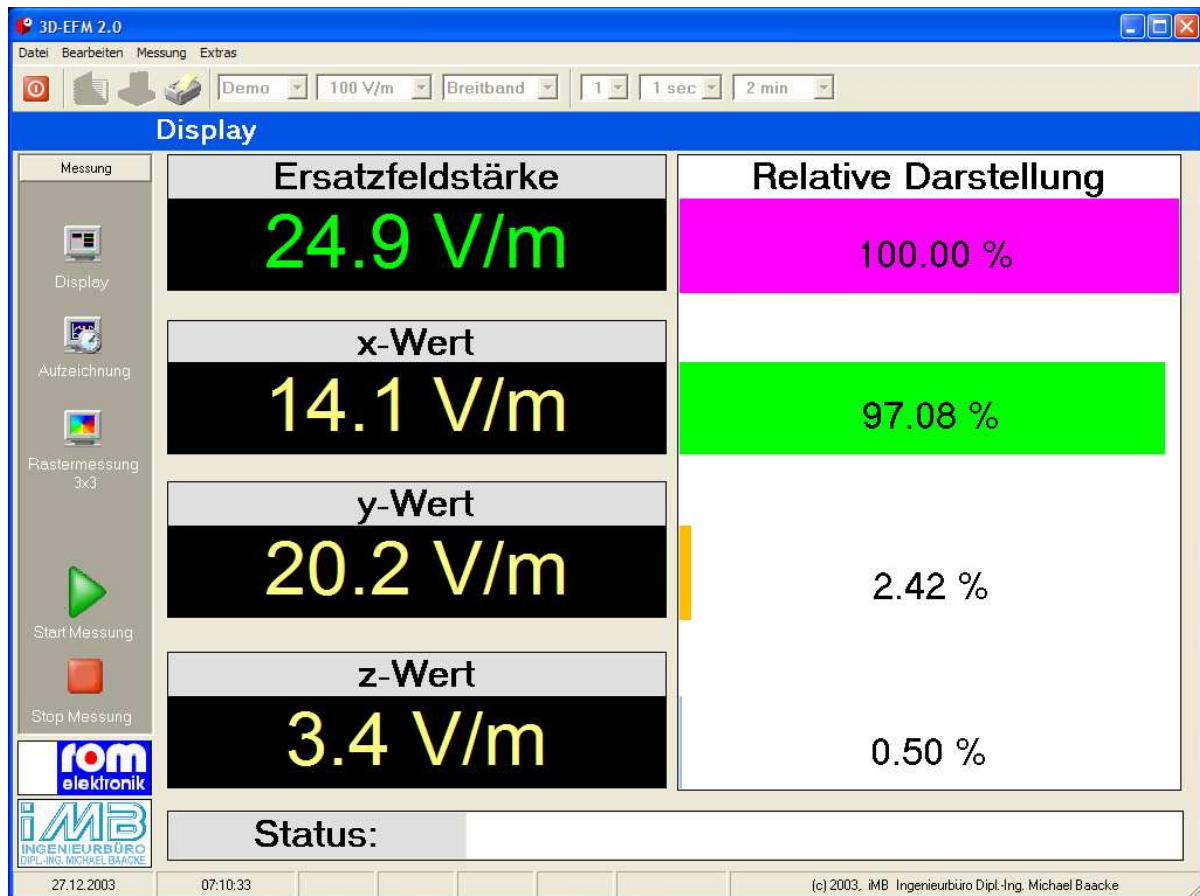 3D-EFM 2.0
Datei Bearbeiten Messung Extras
Demo 100 V/m Breitband 1 1 sec 2 min
Display
Messung
Display
Aufzeichnung
Rastermessung
3x3
Start Messung
Stop Messung
rom
elektronik
iMB
INGENIEURBÜRO
DIPL.-ING. MICHAEL BAACKE
Ersatzfeldstärke
24.9 V/m
x-Wert
14.1 V/m
y-Wert
20.2 V/m
z-Wert
3.4 V/m
Relative Darstellung
100.00 %
97.08 %
2.42 %
0.50 %
Status:
27.12.2003 07:10:33 (c) 2003, iMB Ingenieurbüro Dipl.-Ing. Michael Baacke